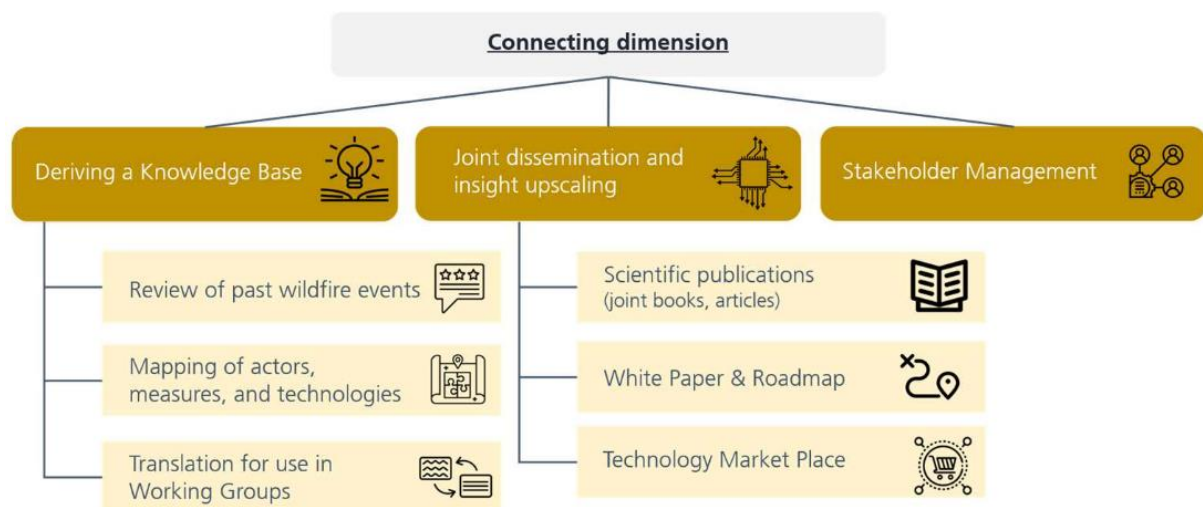 Connecting dimension
Deriving a Knowledge Base
Joint dissemination and
insight upscaling
Stakeholder Management
Review of past wildfire events
Mapping of actors,
measures, and technologies
Translation for use in
Working Groups
Scientific publications
(joint books, articles)
White Paper & Roadmap
Technology Market Place